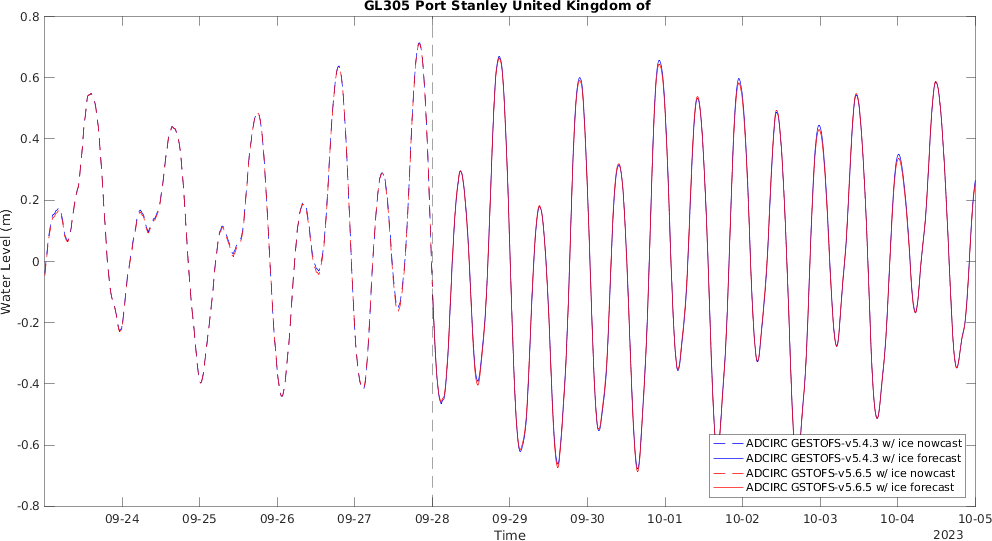 GL305 Port Stanley United Kingdom of
0.8
0.6
0.4
0.2
0
-0.2
-0.4
-0.6
-0.8
Water Level (m)
ADCIRC GESTOFS-v5.4.3 w/ ice nowcast
ADCIRC GESTOFS-v5.4.3 w/ ice forecast
ADCIRC GSTOFS-v5.6.5 w/ ice nowcast
ADCIRC GSTOFS-v5.6.5 w/ ice forecast
09-24 09-25 09-26 09-27 09-28 09-29 09-30 10-01 10-02 10-03 10-04 10-05
Time
2023